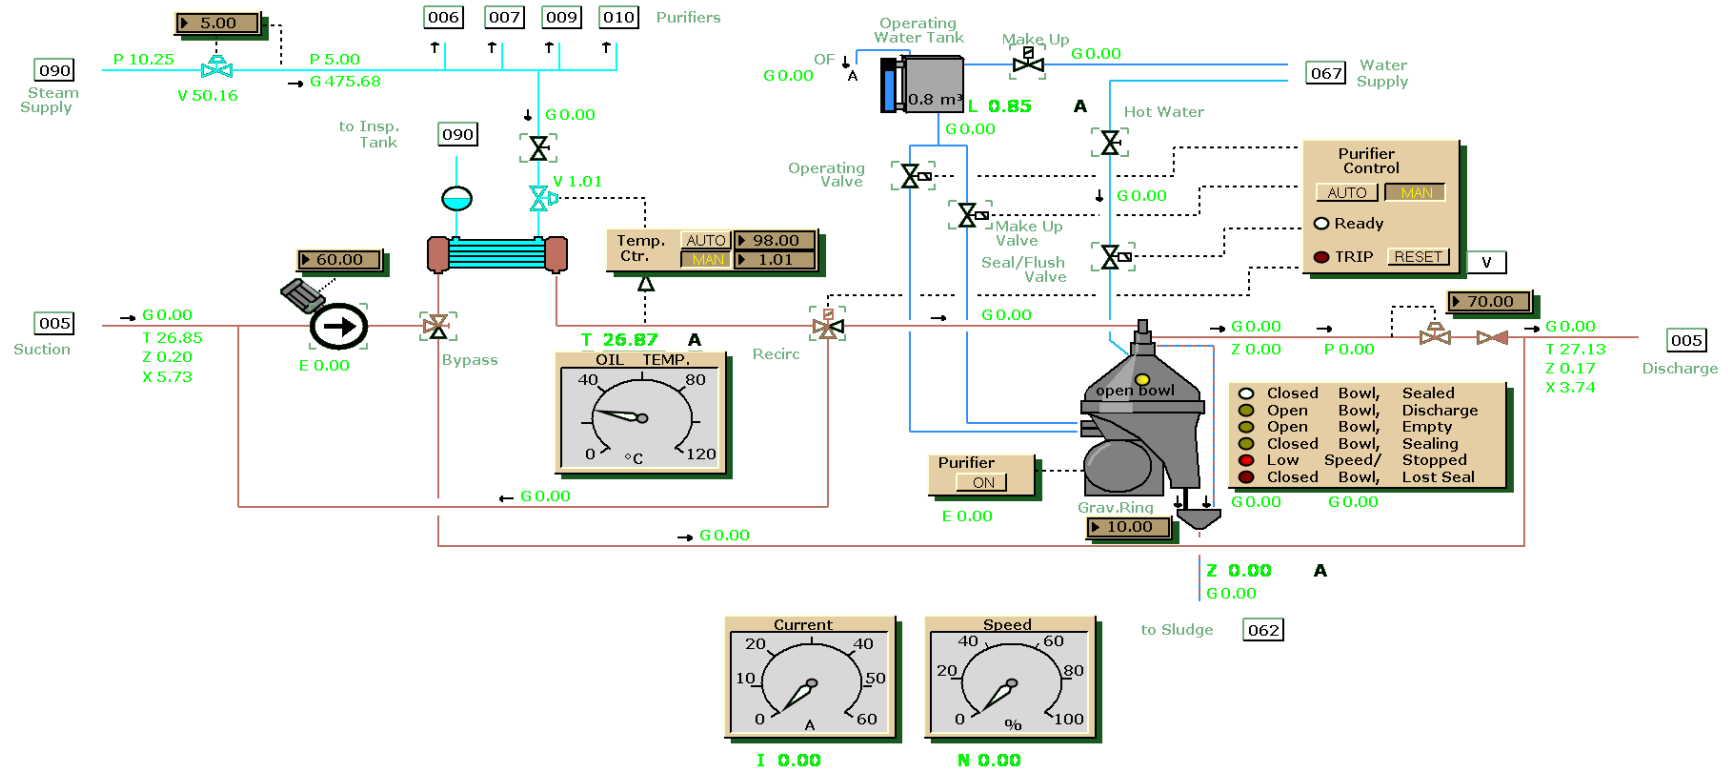 5.00
006
007
009
010
Purifiers
P 10.25
P 5.00
G 475.68
V 50.16
090
Steam
Supply
G 0.00
to Insp.
Tank
090
V 1.01
Temp.
Ctr.
AUTO
98.00
MAN
1.01
60.00
005
Suction
G 0.00
T 26.85
Z 0.20
X 5.73
E 0.00
Bypass
T 26.87 A
OIL TEMP.
40
80
0
120
°C
Recirc
G 0.00
G 0.00
G 0.00
Operating
Water Tank
OF
A
G 0.00
0.8 m³
L 0.85 A
G 0.00
Make Up
G 0.00
067
Water
Supply
Hot Water
G 0.00
Operating
Valve
Make Up
Valve
Seal/Flush
Valve
Purifier
Control
AUTO
MAN
Ready
TRIP
RESET
V
70.00
G 0.00
Z 0.00
P 0.00
G 0.00
T 27.13
Z 0.17
X 3.74
005
Discharge
open bowl
Closed Bowl, Sealed
Open Bowl, Discharge
Open Bowl, Empty
Closed Bowl, Sealing
Low Speed/ Stopped
Closed Bowl, Lost Seal
G 0.00
G 0.00
Purifier
ON
E 0.00
Grav.Ring
10.00
Z 0.00 A
G 0.00
to Sludge
062
Current
0
10
20
40
50
60
A
I 0.00
Speed
0
20
40
60
80
100
%
N 0.00